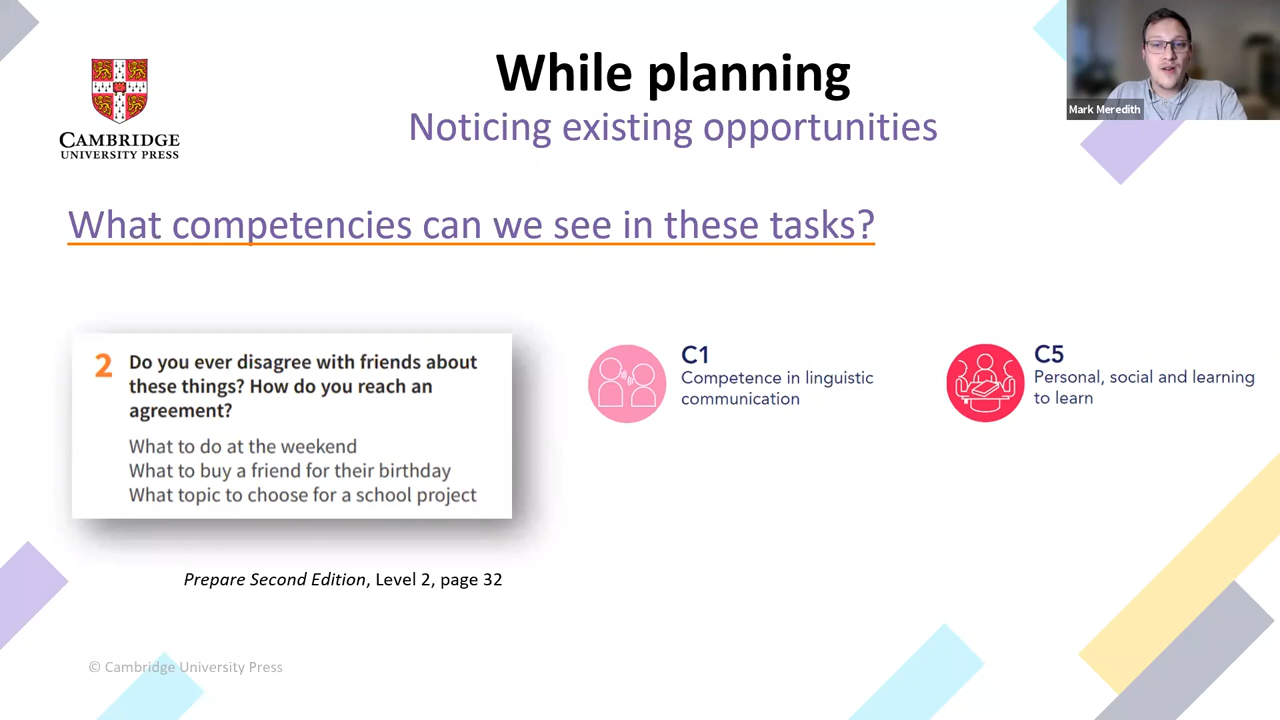 While planning
Noticing existing opportunities
CAMBRIDGE
UNIVERSITY PRESS
Mark Meredith
What competencies can we see in these tasks?
2 Do you ever disagree with friends about
these things? How do you reach an
agreement?
What to do at the weekend
What to buy a friend for their birthday
What topic to choose for a school project
C1
Competence in linguistic
communication
C5
Personal, social and learning
to learn
Prepare Second Edition, Level 2, page 32
© Cambridge University Press